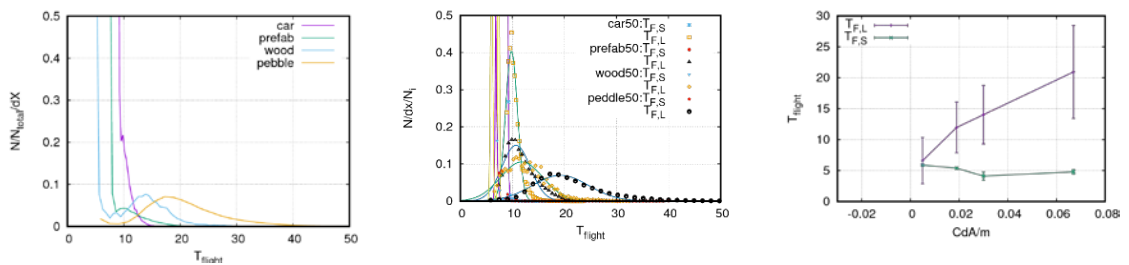 N/N_total/dX
0.5
0.4
0.3
0.2
0.1
0
0 10 20 30 40 50
T_flight
car
prefab
wood
pebble
N/dx/N_i
0.5
0.4
0.3
0.2
0.1
0
0 10 20 30 40 50
T_flight
car50:T_F,S
T_F,L
prefab50:T_F,S
T_F,L
wood50:T_F,S
T_F,L
peddle50:T_F,S
T_F,L
T_flight
30
25
20
15
10
5
0
-0.02 0 0.02 0.04 0.06 0.08
CdA/m
T_F,L
T_F,S